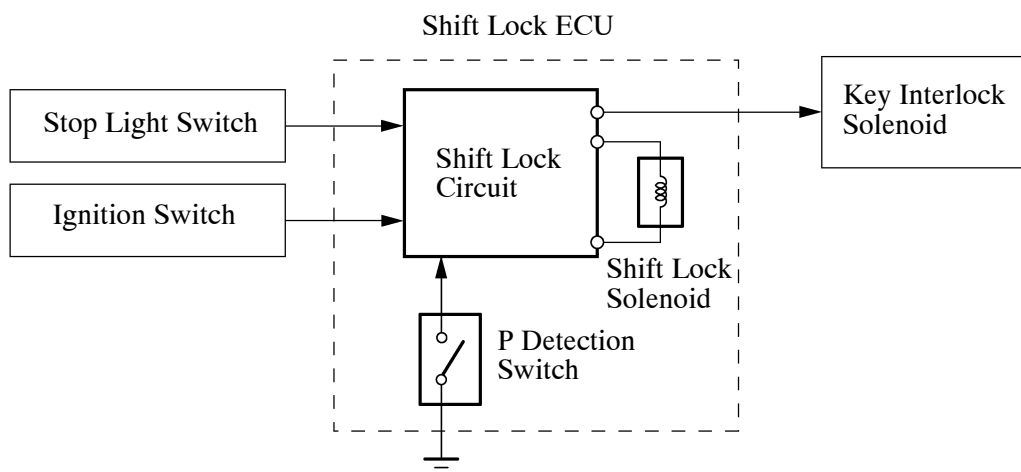 Shift Lock ECU
Stop Light Switch
Ignition Switch
Shift Lock
Circuit
Key Interlock
Solenoid
Shift Lock
Solenoid
P Detection
Switch